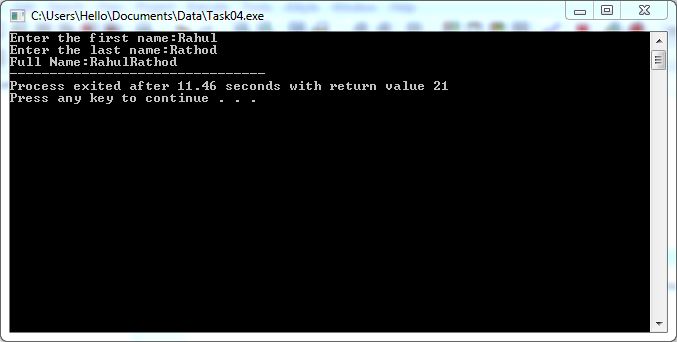 C:\Users\Hello\Documents\Data\Task04.exe
Enter the first name:Rahul
Enter the last name:Rathod
Full Name:RahulRathod
--------------------------------
Process exited after 11.46 seconds with return value 21
Press any key to continue . . .